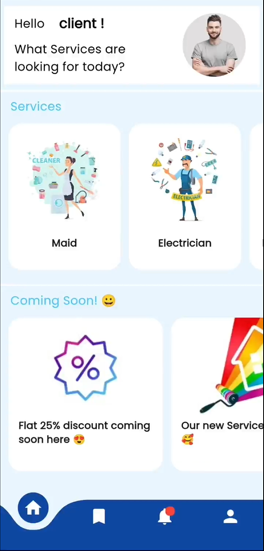 Hello client !
What Services are
looking for today?
Services
CLEANER
ELECTRICIAN
Maid
Electrician
Coming Soon! 😀
%
Flat 25% discount coming
soon here 😍
Our new Service
🥰